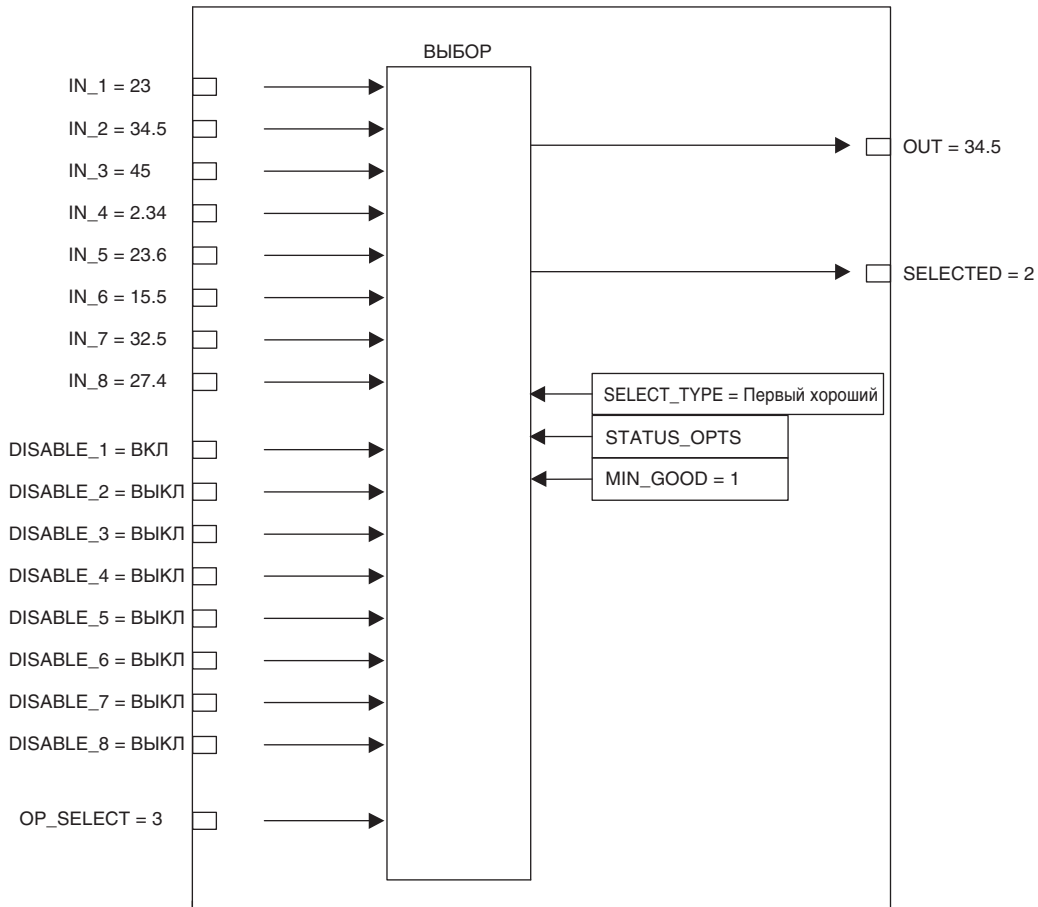 ВЫБОР
IN_1 = 23
IN_2 = 34.5
IN_3 = 45
IN_4 = 2.34
IN_5 = 23.6
IN_6 = 15.5
IN_7 = 32.5
IN_8 = 27.4
DISABLE_1 = ВКЛ
DISABLE_2 = ВЫКЛ
DISABLE_3 = ВЫКЛ
DISABLE_4 = ВЫКЛ
DISABLE_5 = ВЫКЛ
DISABLE_6 = ВЫКЛ
DISABLE_7 = ВЫКЛ
DISABLE_8 = ВЫКЛ
OP_SELECT = 3
OUT = 34.5
SELECTED = 2
SELECT_TYPE = Первый хороший
STATUS_OPTS
MIN_GOOD = 1